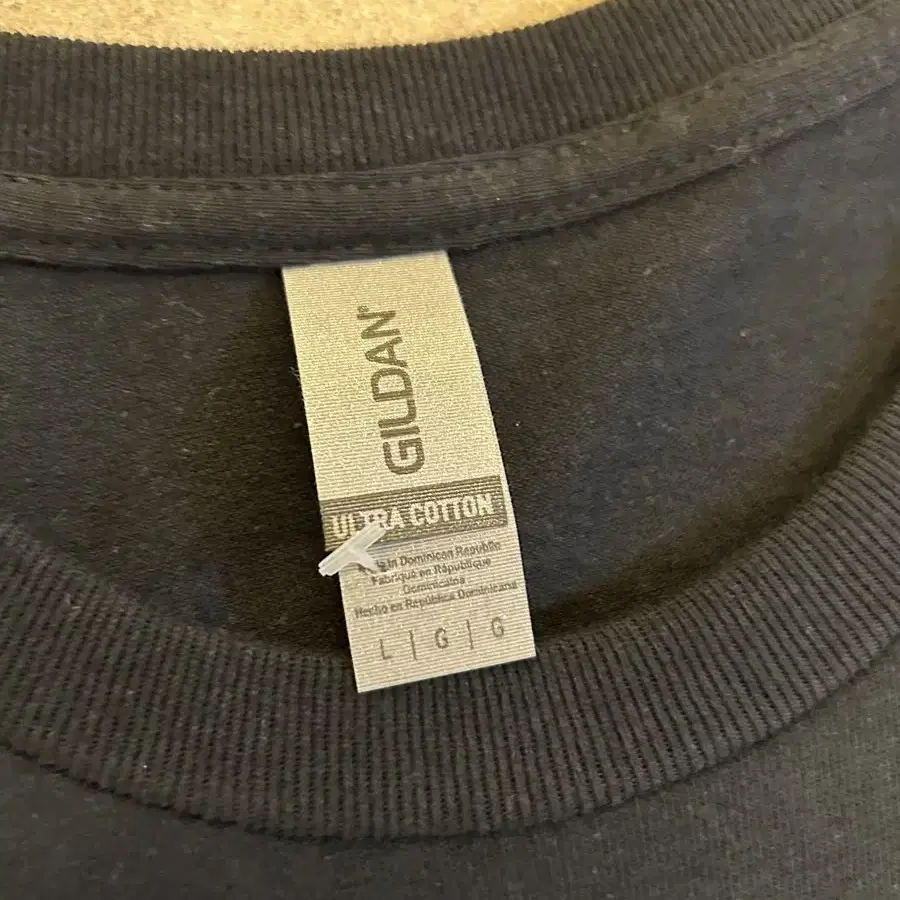 GILDAN®
ULTRA COTTON
in Dominican Republic
Fabriqué en République
Dominicaine
Hecho en República Dominicana
L | G | G